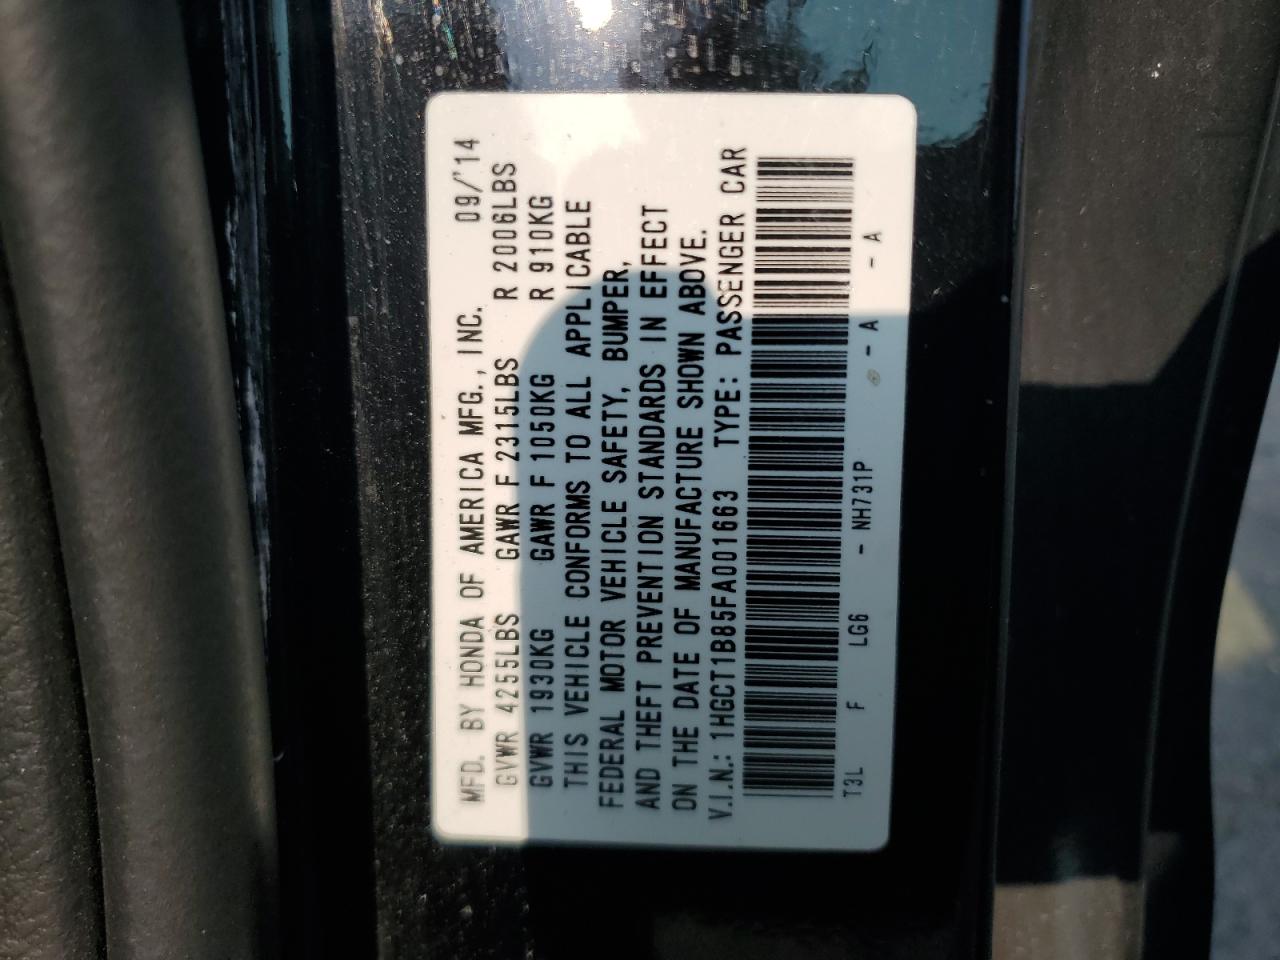 MFD. BY HONDA OF AMERICA MFG., INC. 09/'14
GVWR 4255LBS GAWR F 2315LBS R 2006LBS
GVWR 1930KG GAWR F 1050KG R 910KG
THIS VEHICLE CONFORMS TO ALL APPLICABLE
FEDERAL MOTOR VEHICLE SAFETY, BUMPER,
AND THEFT PREVENTION STANDARDS IN EFFECT
ON THE DATE OF MANUFACTURE SHOWN ABOVE.
V.I.N.: 1HGCT1B85FA001663 TYPE: PASSENGER CAR
T3L F LG6 - NH731P - A - A